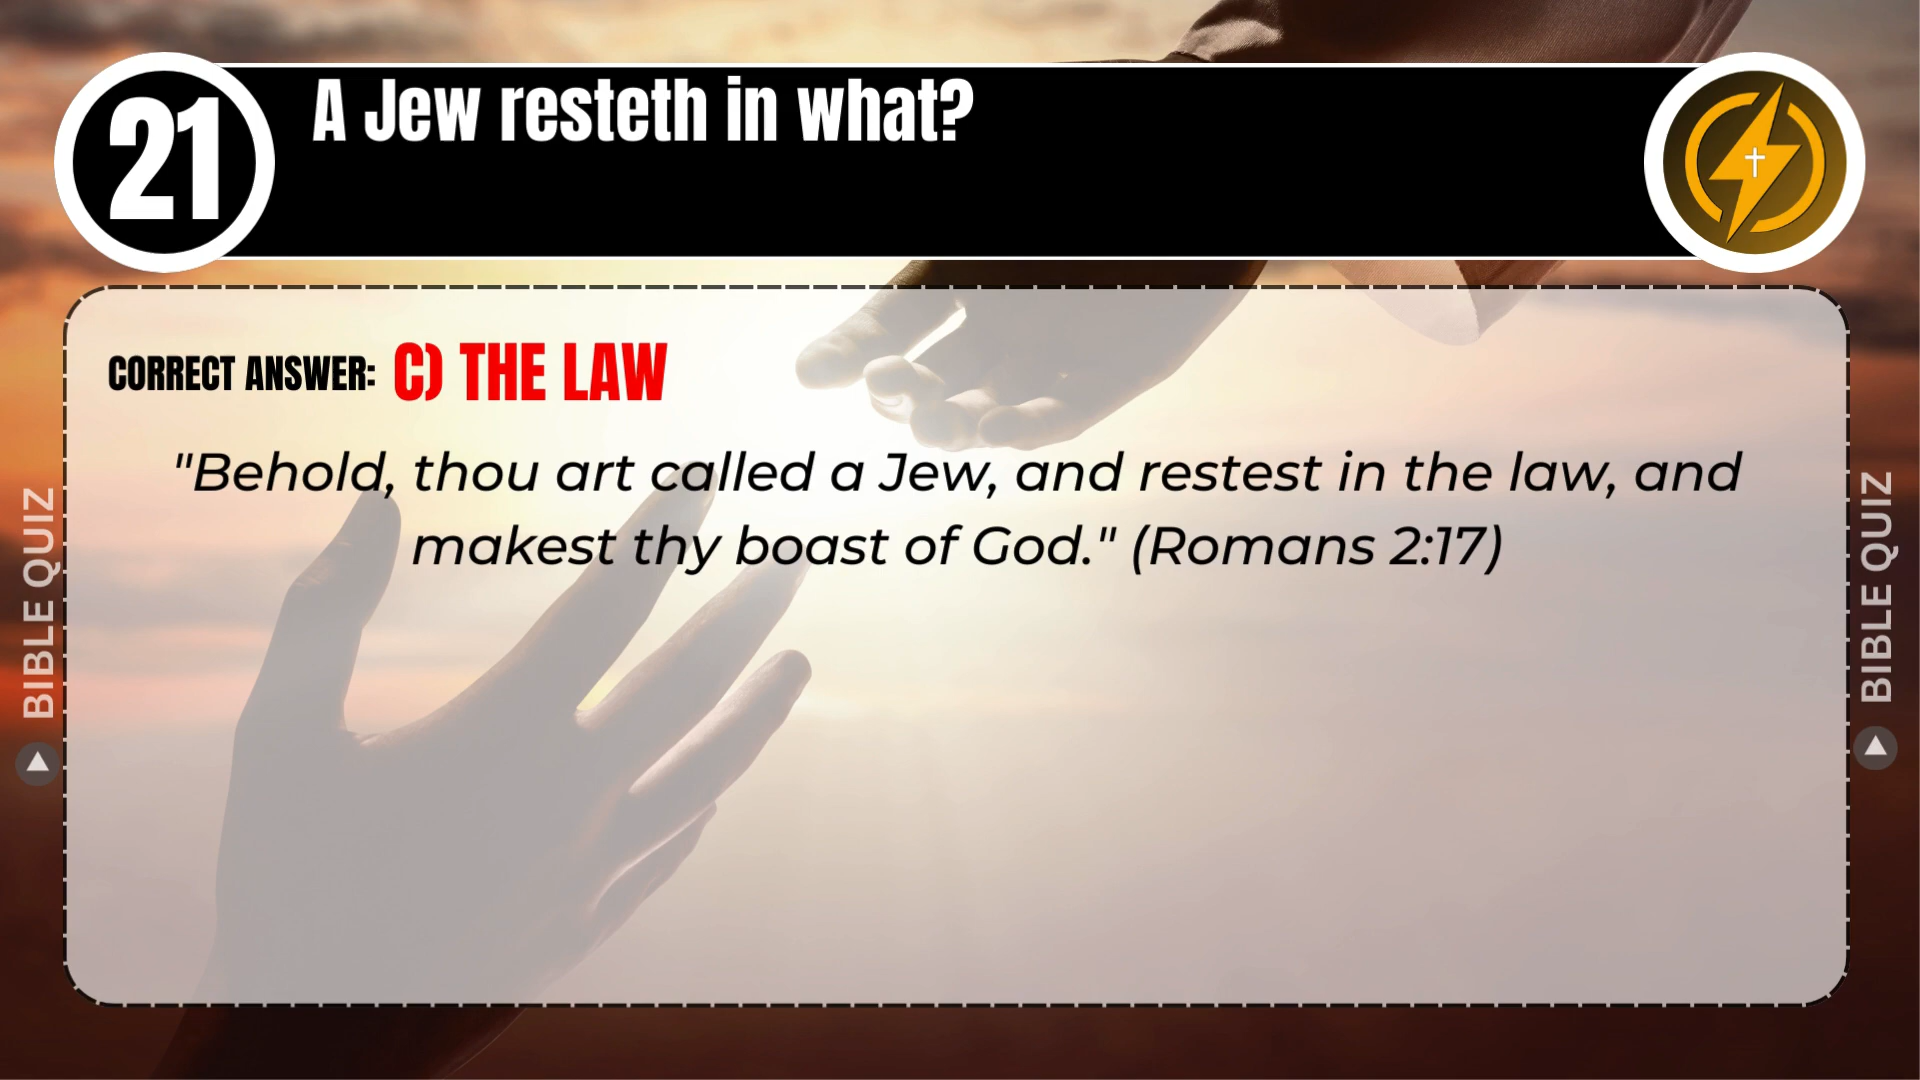 21
A Jew resteth in what?
CORRECT ANSWER: C) THE LAW
"Behold, thou art called a Jew, and restest in the law, and
makest thy boast of God." (Romans 2:17)
BIBLE QUIZ
BIBLE QUIZ